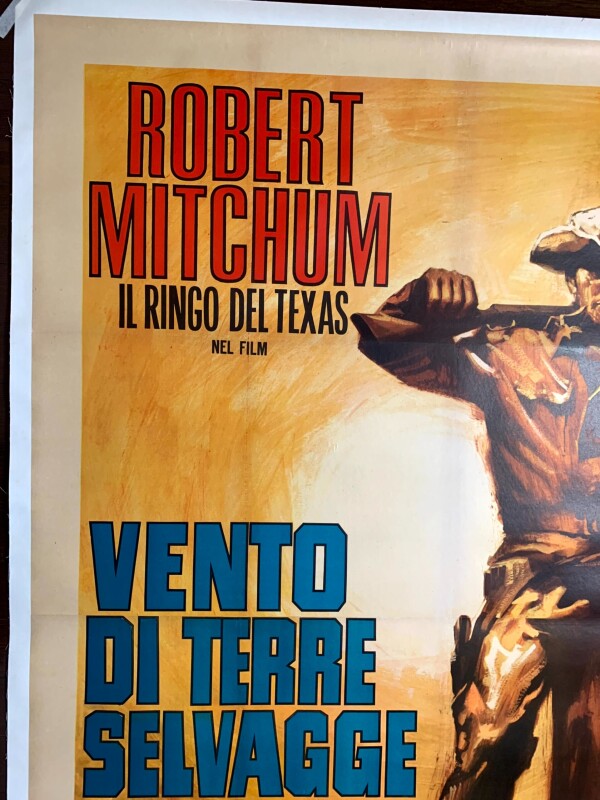 ROBERT
MITCHUM
IL RINGO DEL TEXAS
NEL FILM
VENTO
DI TERRE
SELVAGGE